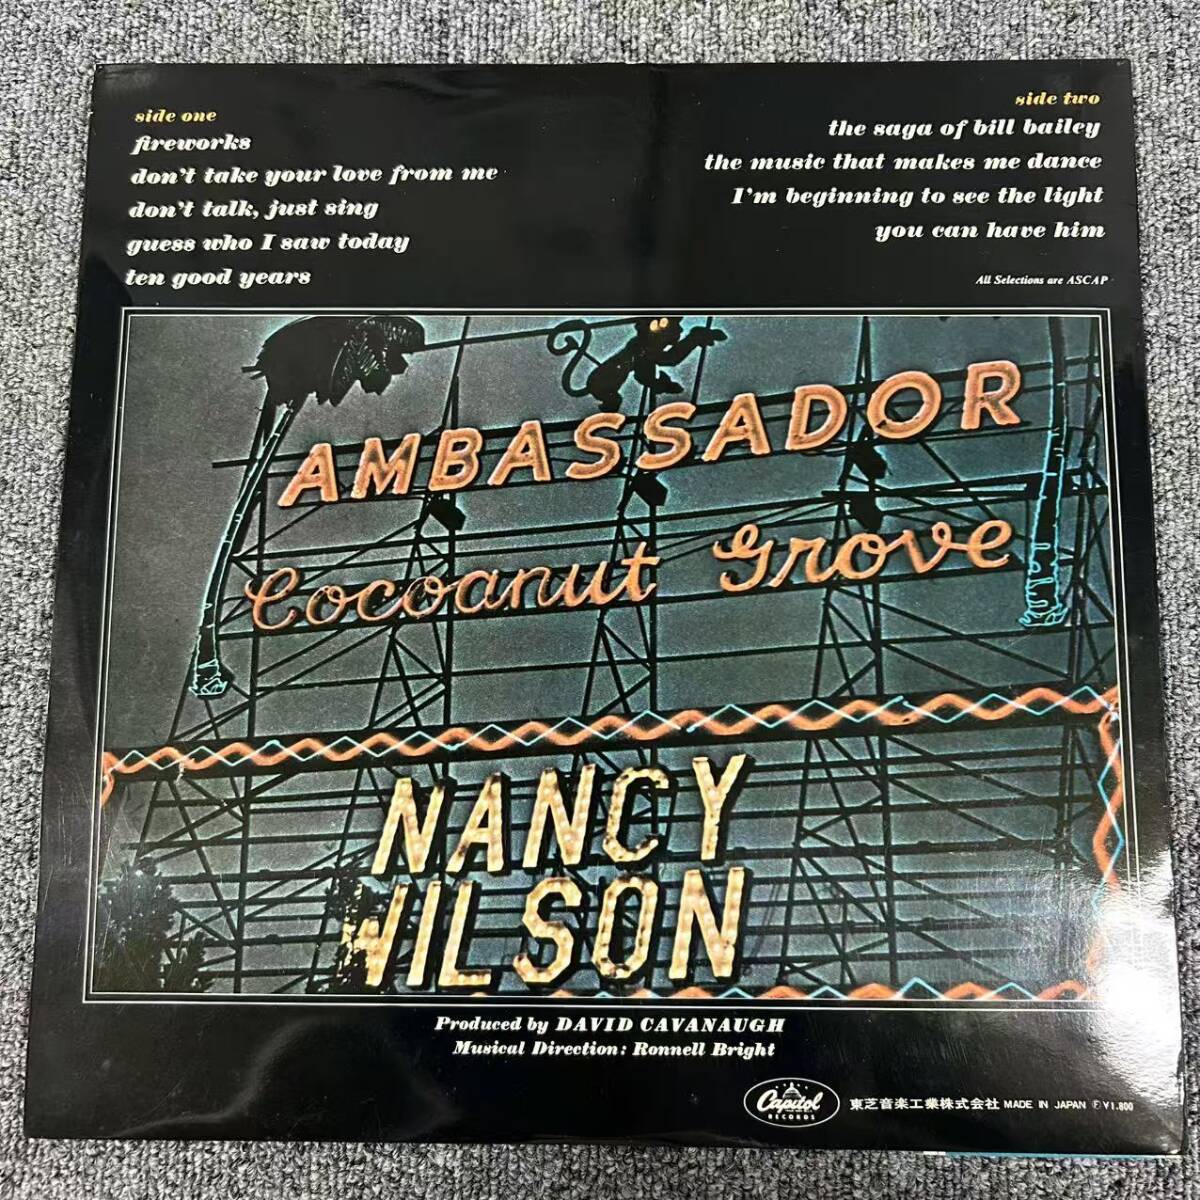 side one
fireworks
don't take your love from me
don't talk, just sing
guess who I saw today
ten good years
side two
the saga of bill bailey
the music that makes me dance
I'm beginning to see the light
you can have him
All Selections are ASCAP
AMBASSADOR
Cocoanut Grove
NANCY
WILSON
Produced by DAVID CAVANAUGH
Musical Direction: Ronnell Bright
Capitol
RECORDS
東芝音楽工業株式会社 MADE IN JAPAN Ⓕ ¥1,800